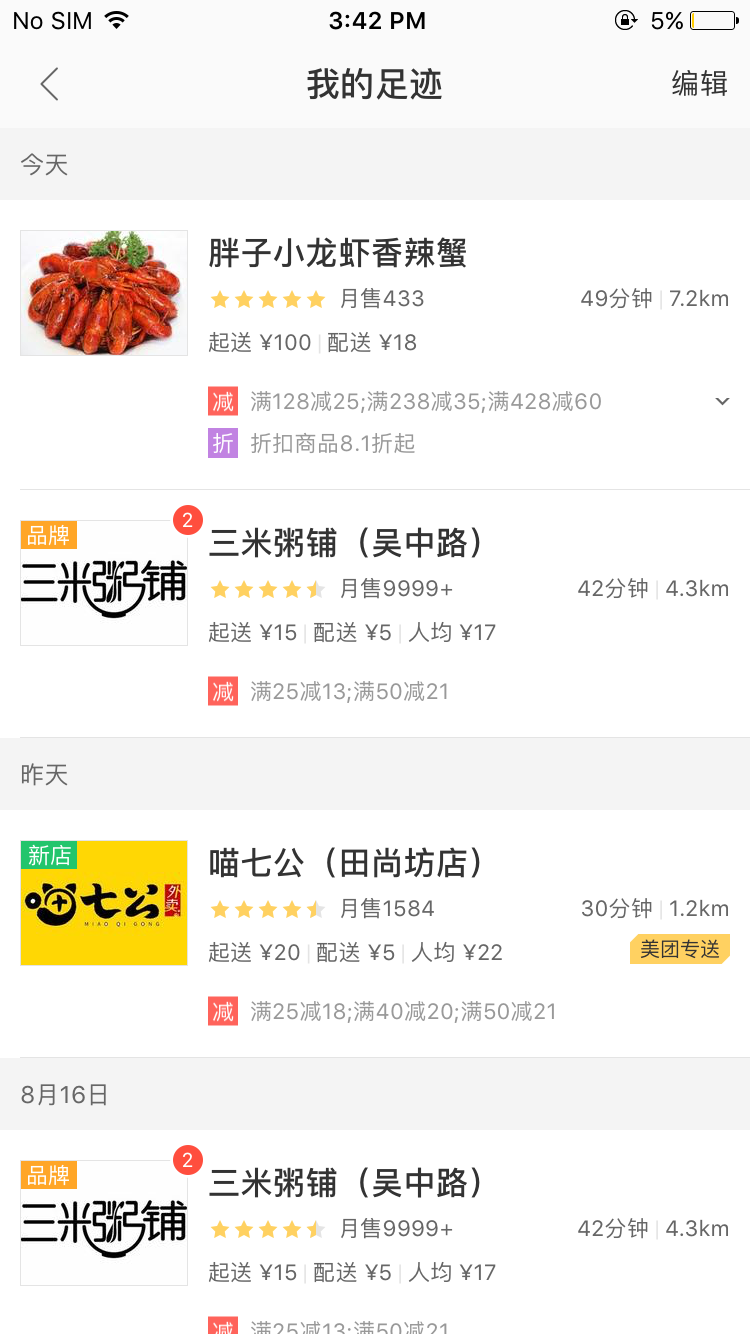 No SIM 3:42 PM 5%
我的足迹 编辑
今天
胖子小龙虾香辣蟹
月售433 49分钟 7.2km
起送 ¥100 配送 ¥18
减 满128减25;满238减35;满428减60
折 折扣商品8.1折起
品牌 2
三米粥铺
三米粥铺（吴中路）
月售9999+ 42分钟 4.3km
起送 ¥15 配送 ¥5 人均 ¥17
减 满25减13;满50减21
昨天
新店
喵七公 外卖
MIAO QI GONG
喵七公（田尚坊店）
月售1584 30分钟 1.2km
起送 ¥20 配送 ¥5 人均 ¥22 美团专送
减 满25减18;满40减20;满50减21
8月16日
品牌 2
三米粥铺
三米粥铺（吴中路）
月售9999+ 42分钟 4.3km
起送 ¥15 配送 ¥5 人均 ¥17
减 满25减13;满50减21